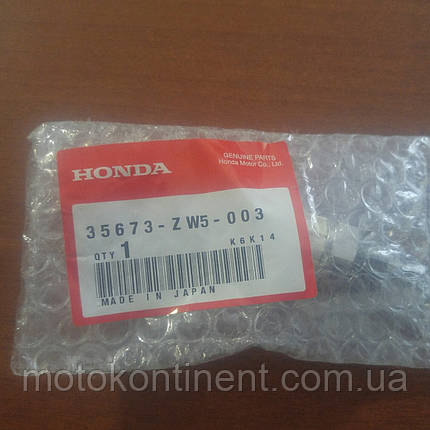 GENUINE PARTS
Honda Motor Co., Ltd.
HONDA
35673-ZW5-003
QTY 1 K6K14
MADE IN JAPAN
motokontinent.com.ua